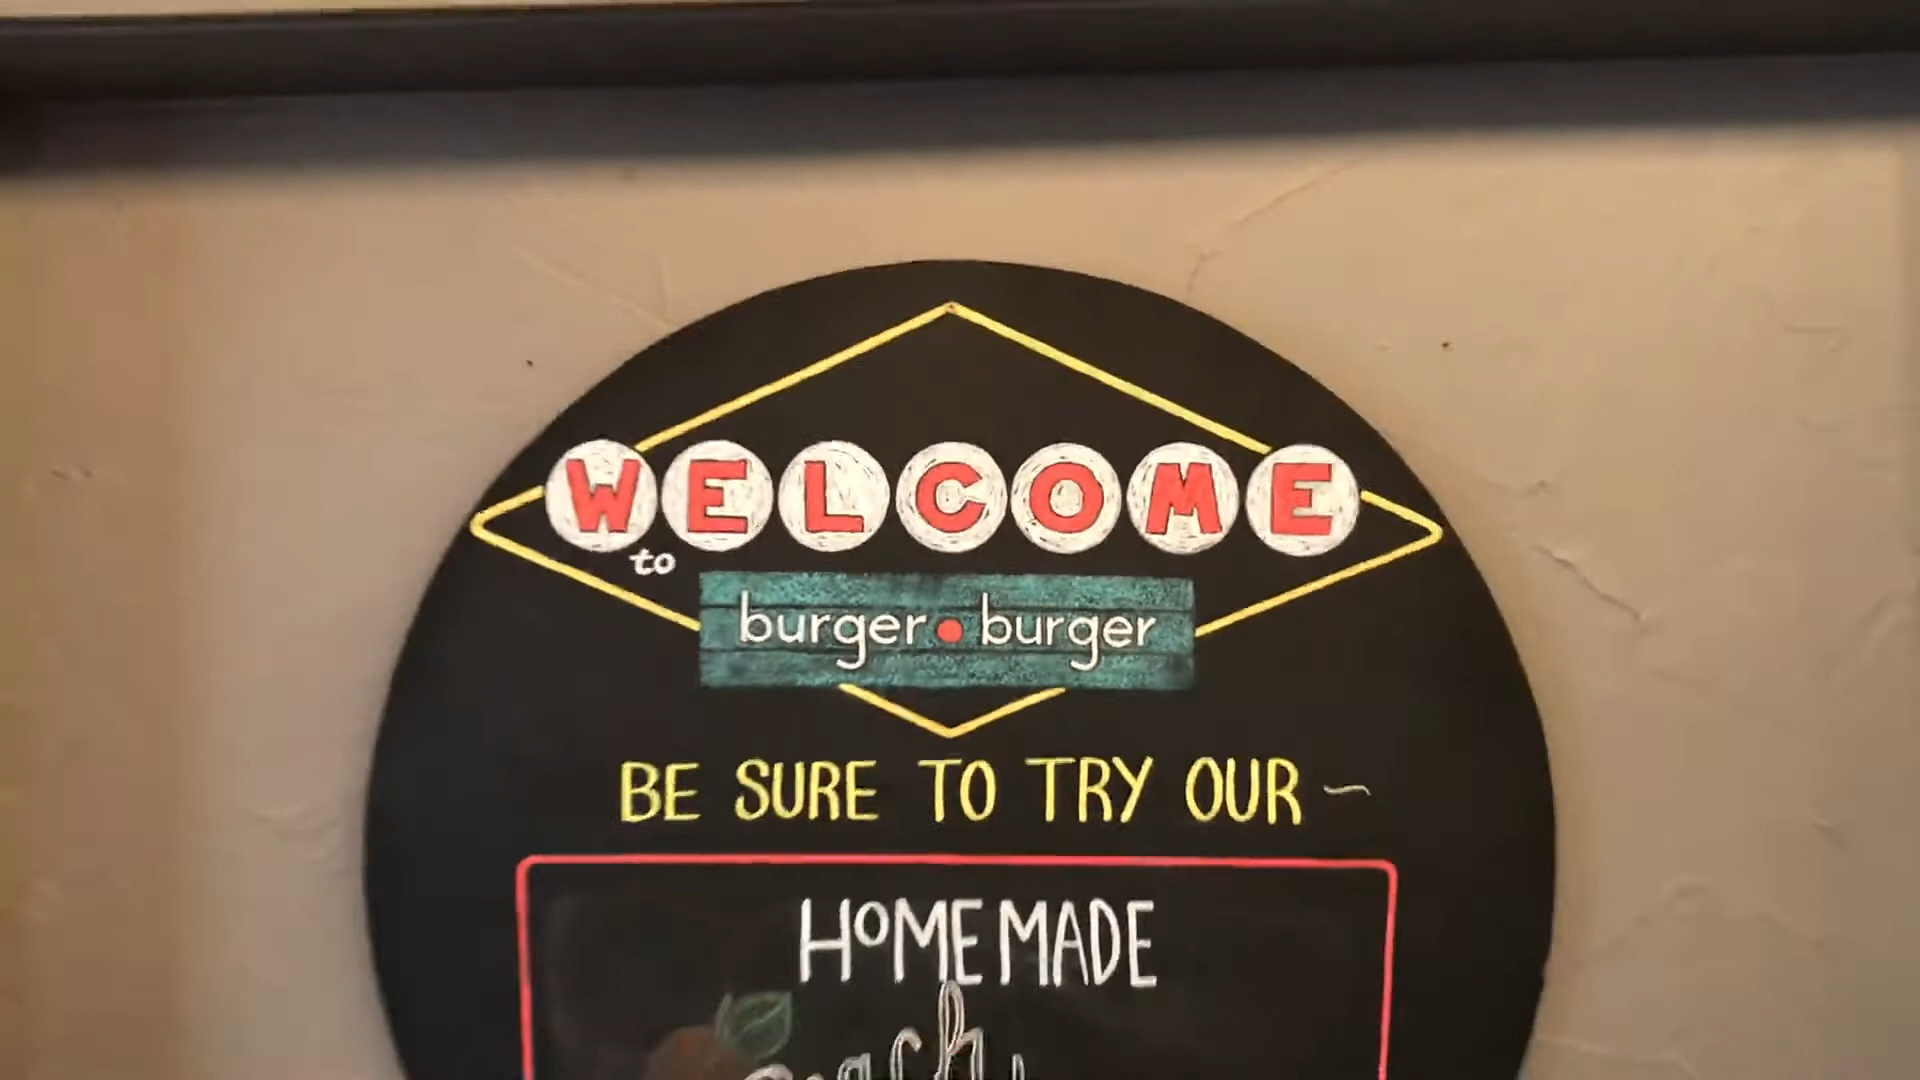 WELCOME
to
burger • burger
BE SURE TO TRY OUR ~
HOMEMADE